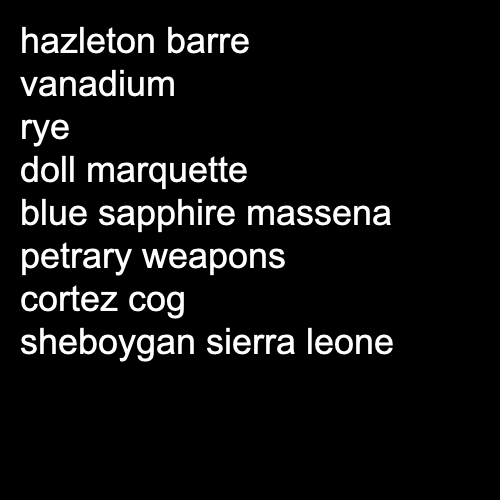 hazleton barre
vanadium
rye
doll marquette
blue sapphire massena
petrary weapons
cortez cog
sheboygan sierra leone